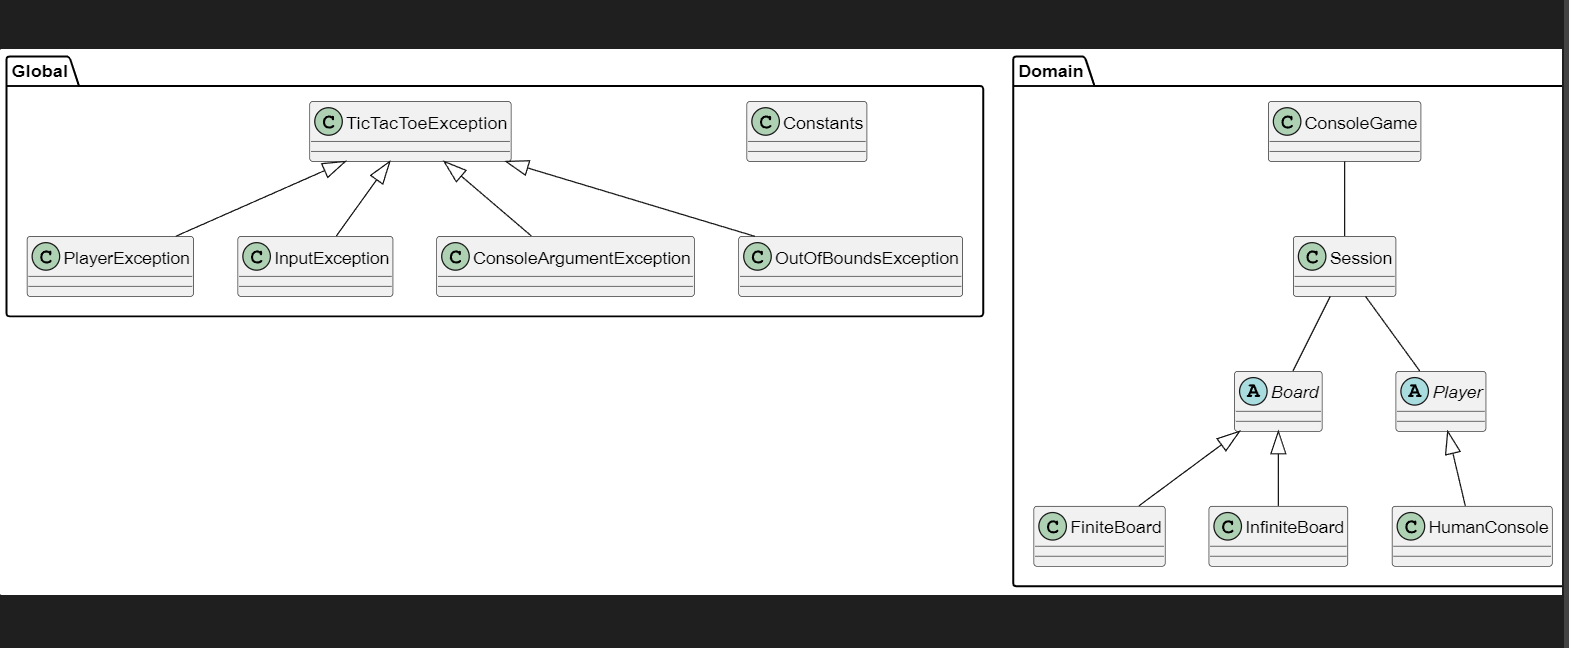 Global
C TicTacToeException
C Constants
C PlayerException
C InputException
C ConsoleArgumentException
C OutOfBoundsException
Domain
C ConsoleGame
C Session
A Board
A Player
C FiniteBoard
C InfiniteBoard
C HumanConsole